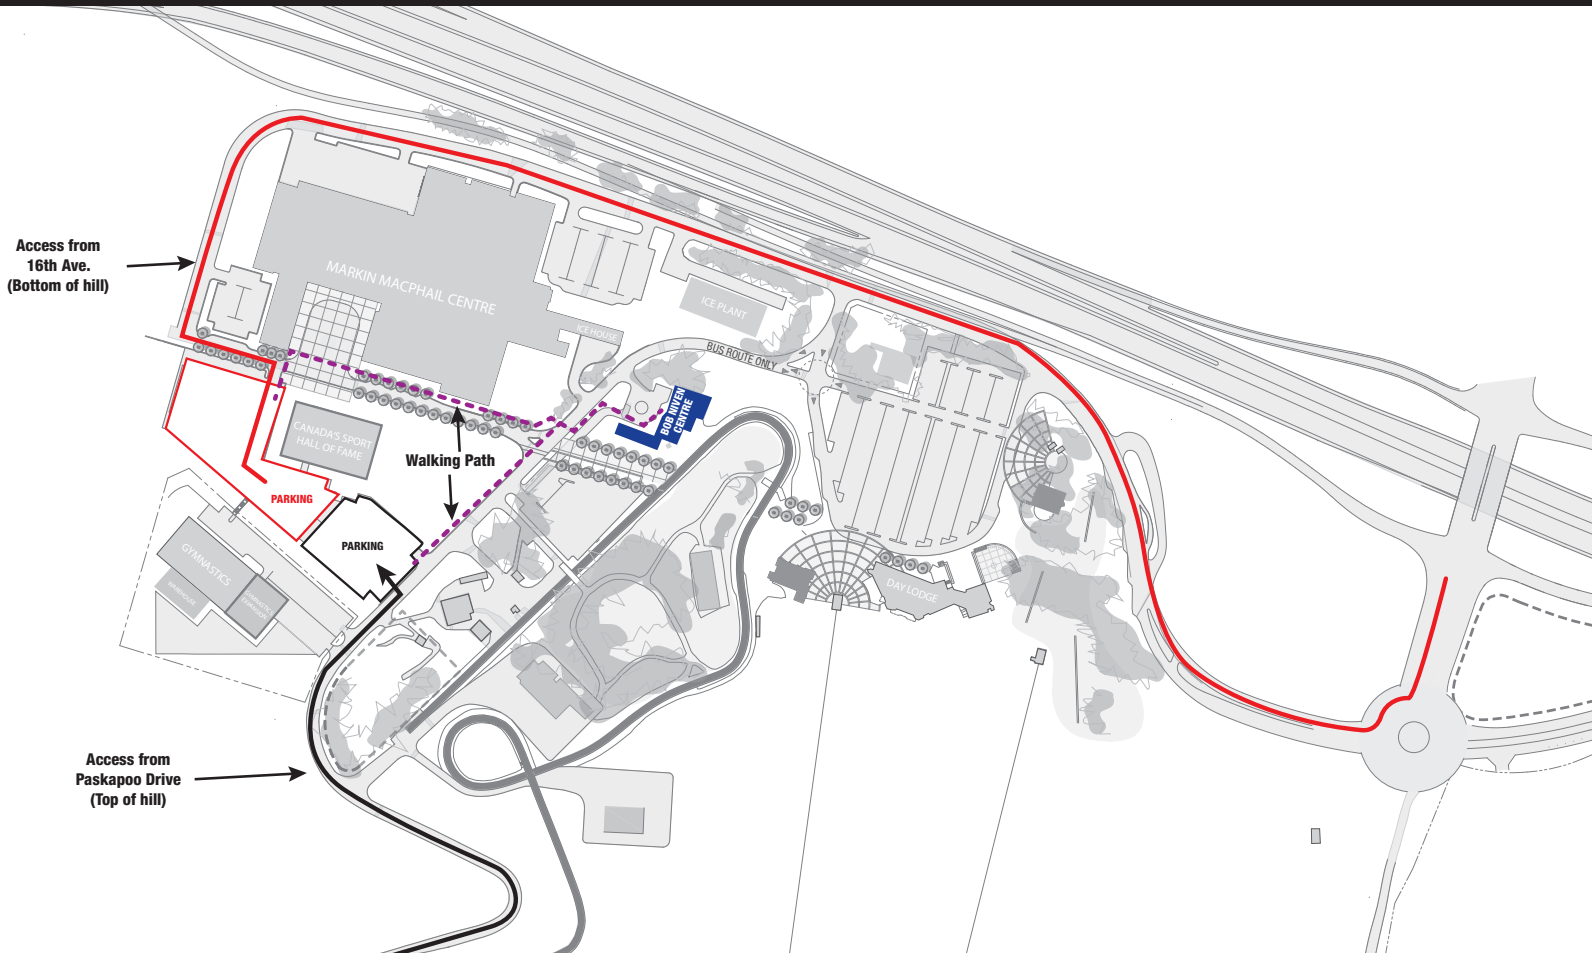 Access from
16th Ave.
(Bottom of hill)
MARKIN MACPHAIL CENTRE
ICE HOUSE
ICE PLANT
BUS ROUTE ONLY
BOB NIVEN
CENTRE
CANADA'S SPORT
HALL OF FAME
Walking Path
PARKING
PARKING
GYMNASTICS
DAY LODGE
Access from
Paskapoo Drive
(Top of hill)